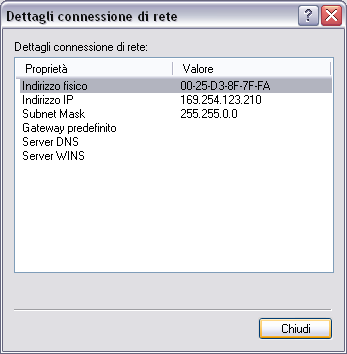 Dettagli connessione di rete
Dettagli connessione di rete:
Proprietà Valore
Indirizzo fisico 00-25-D3-8F-7F-FA
Indirizzo IP 169.254.123.210
Subnet Mask 255.255.0.0
Gateway predefinito
Server DNS
Server WINS
Chiudi